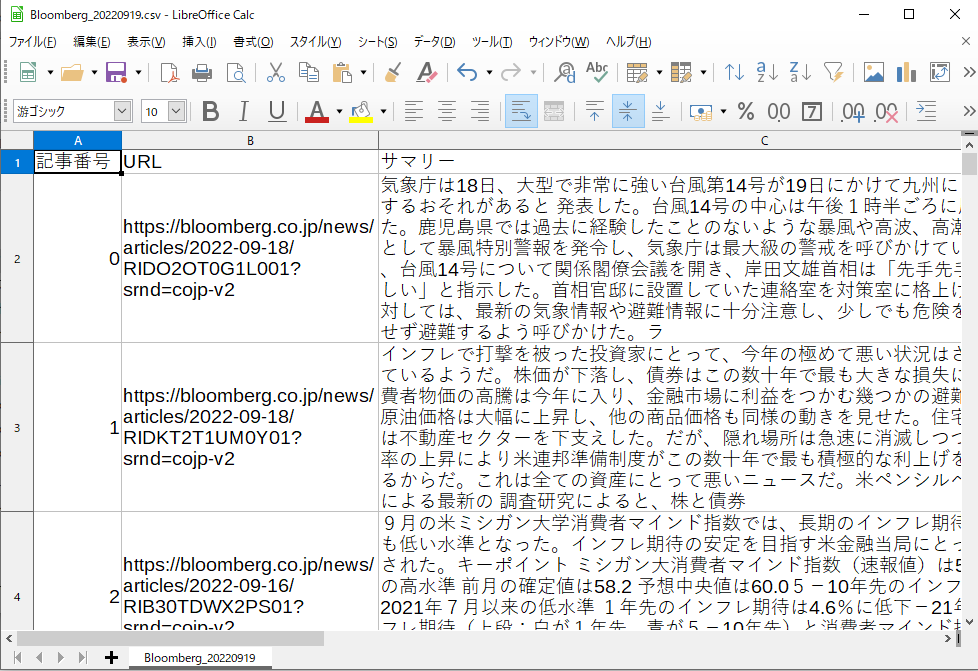 Bloomberg_20220919.csv - LibreOffice Calc
ファイル(F) 編集(E) 表示(V) 挿入(I) 書式(O) スタイル(Y) シート(S) データ(D) ツール(T) ウィンドウ(W) ヘルプ(H)
游ゴシック 10
A B C
1 記事番号 URL サマリー
2 0
https://bloomberg.co.jp/news/
articles/2022-09-18/
RIDO2OT0G1L001?
srnd=cojp-v2
気象庁は18日、大型で非常に強い台風第14号が19日にかけて九州に
するおそれがあると 発表した。台風14号の中心は午後１時半ごろに
た。鹿児島県では過去に経験したことのないような暴風や高波、高潮
として暴風特別警報を発令し、気象庁は最大級の警戒を呼びかけてい
、台風14号について関係閣僚会議を開き、岸田文雄首相は「先手先手
しい」と指示した。首相官邸に設置していた連絡室を対策室に格上げ
対しては、最新の気象情報や避難情報に十分注意し、少しでも危険を
せず避難するよう呼びかけた。ラ
3 1
https://bloomberg.co.jp/news/
articles/2022-09-18/
RIDKT2T1UM0Y01?
srnd=cojp-v2
インフレで打撃を被った投資家にとって、今年の極めて悪い状況はさ
ているようだ。株価が下落し、債券はこの数十年で最も大きな損失に
費者物価の高騰は今年に入り、金融市場に利益をつかむ幾つかの避難
原油価格は大幅に上昇し、他の商品価格も同様の動きを見せた。住宅
は不動産セクターを下支えした。だが、隠れ場所は急速に消滅しつつ
率の上昇により米連邦準備制度がこの数十年で最も積極的な利上げを
るからだ。これは全ての資産にとって悪いニュースだ。米ペンシルベ
による最新の 調査研究によると、株と債券
4 2
https://bloomberg.co.jp/news/
articles/2022-09-16/
RIB30TDWX2PS01?
srnd=cojp-v2
９月の米ミシガン大学消費者マインド指数では、長期のインフレ期待
も低い水準となった。インフレ期待の安定を目指す米金融当局にとっ
された。キーポイント ミシガン大消費者マインド指数（速報値）は5
の高水準 前月の確定値は58.2 予想中央値は60.0５－10年先のインフ
2021年７月以来の低水準 １年先のインフレ期待は4.6％に低下－21年
フレ期待（上段：白が１年先、青が５－10年先）と消費者マインド指
Bloomberg_20220919